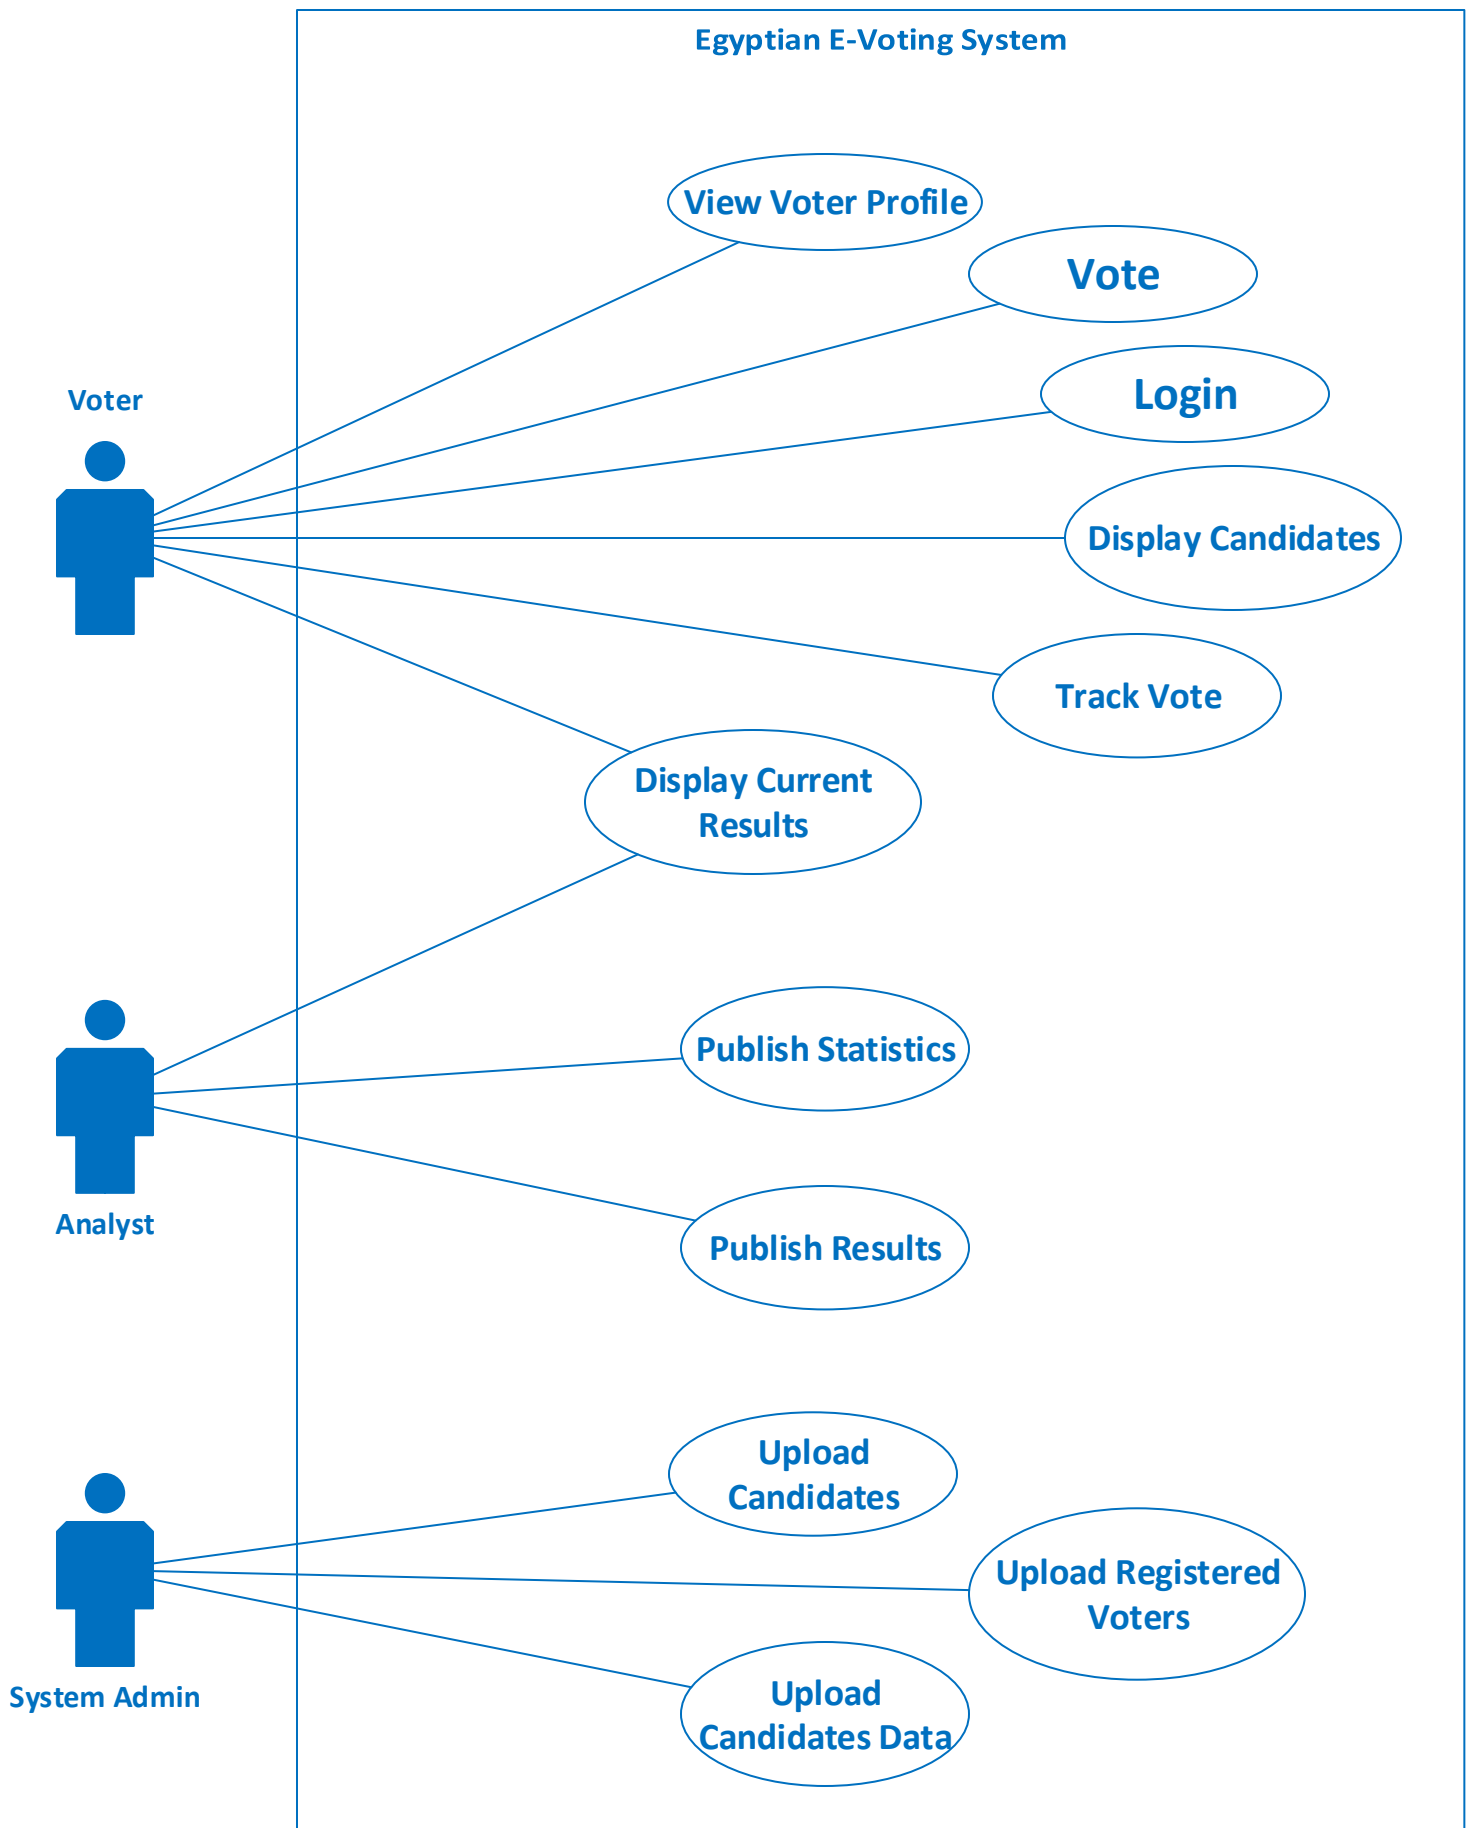 Egyptian E-Voting System
View Voter Profile
Vote
Login
Voter
Display Candidates
Track Vote
Display Current
Results
Publish Statistics
Analyst
Publish Results
Upload
Candidates
Upload Registered
Voters
System Admin
Upload
Candidates Data